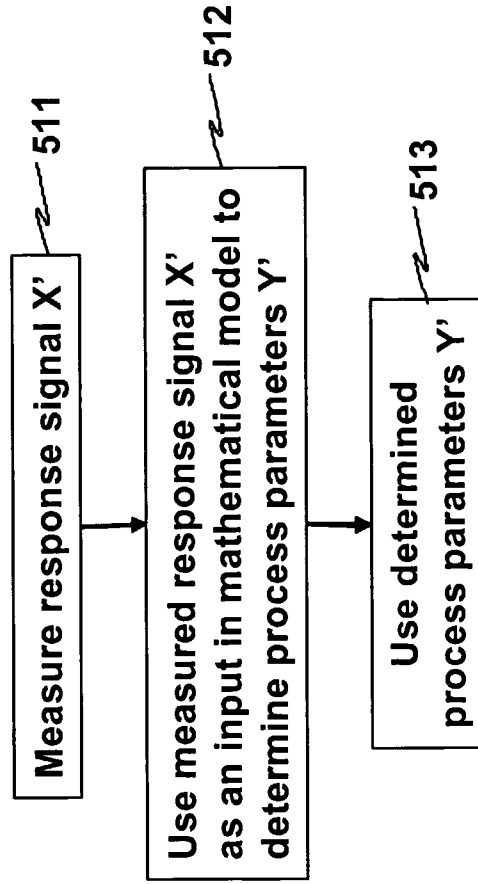 Measure response signal X'
511
Use measured response signal X'
as an input in mathematical model to
determine process parameters Y'
512
Use determined
process parameters Y'
513